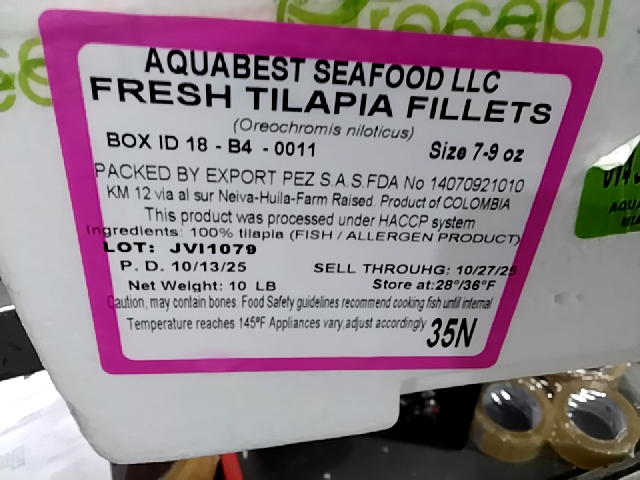 AQUABEST SEAFOOD LLC
FRESH TILAPIA FILLETS
(Oreochromis niloticus)
BOX ID 18 - B4 - 0011 Size 7-9 oz
PACKED BY EXPORT PEZ S.A.S.FDA No 14070921010
KM 12 via al sur Neiva-Huila-Farm Raised. Product of COLOMBIA
This product was processed under HACCP system
Ingredients: 100% tilapia (FISH / ALLERGEN PRODUCT)
LOT: JVI1079
P. D. 10/13/25 SELL THROUHG: 10/27/25
Net Weight: 10 LB Store at:28°/36°F
Caution, may contain bones. Food Safety guidelines recommend cooking fish until internal
Temperature reaches 145ºF Appliances vary,adjust accordingly 35N